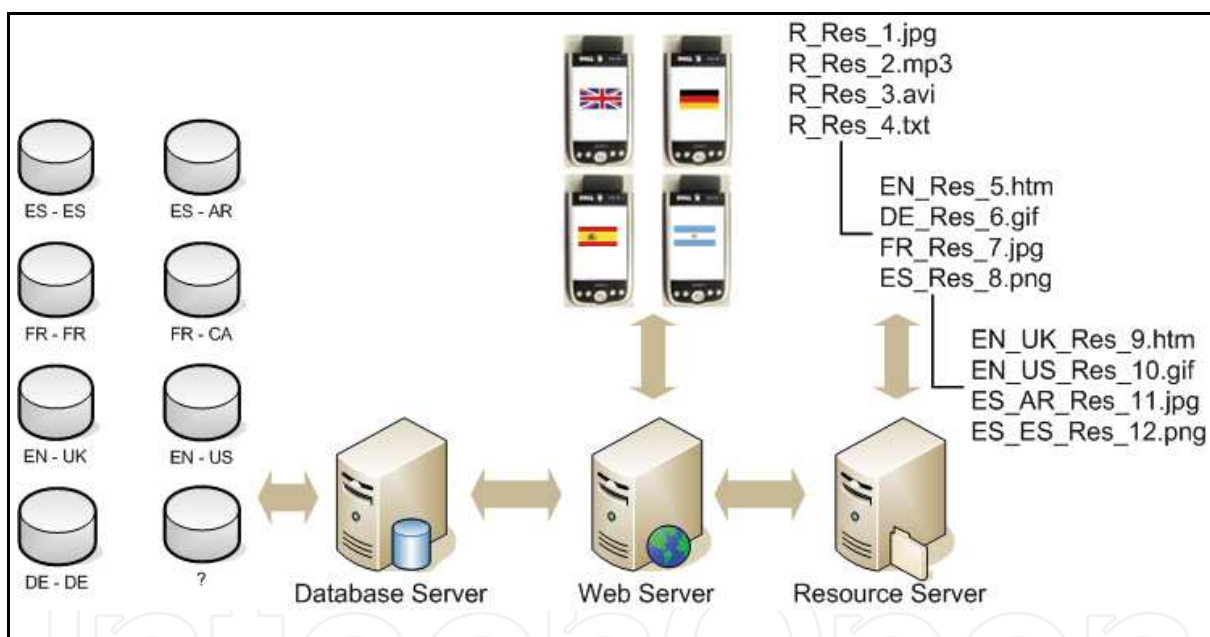 R_Res_1.jpg
R_Res_2.mp3
R_Res_3.avi
R_Res_4.txt
EN_Res_5.htm
DE_Res_6.gif
FR_Res_7.jpg
ES_Res_8.png
EN_UK_Res_9.htm
EN_US_Res_10.gif
ES_AR_Res_11.jpg
ES_ES_Res_12.png
ES - ES
ES - AR
FR - FR
FR - CA
EN - UK
EN - US
DE - DE
?
Database Server
Web Server
Resource Server